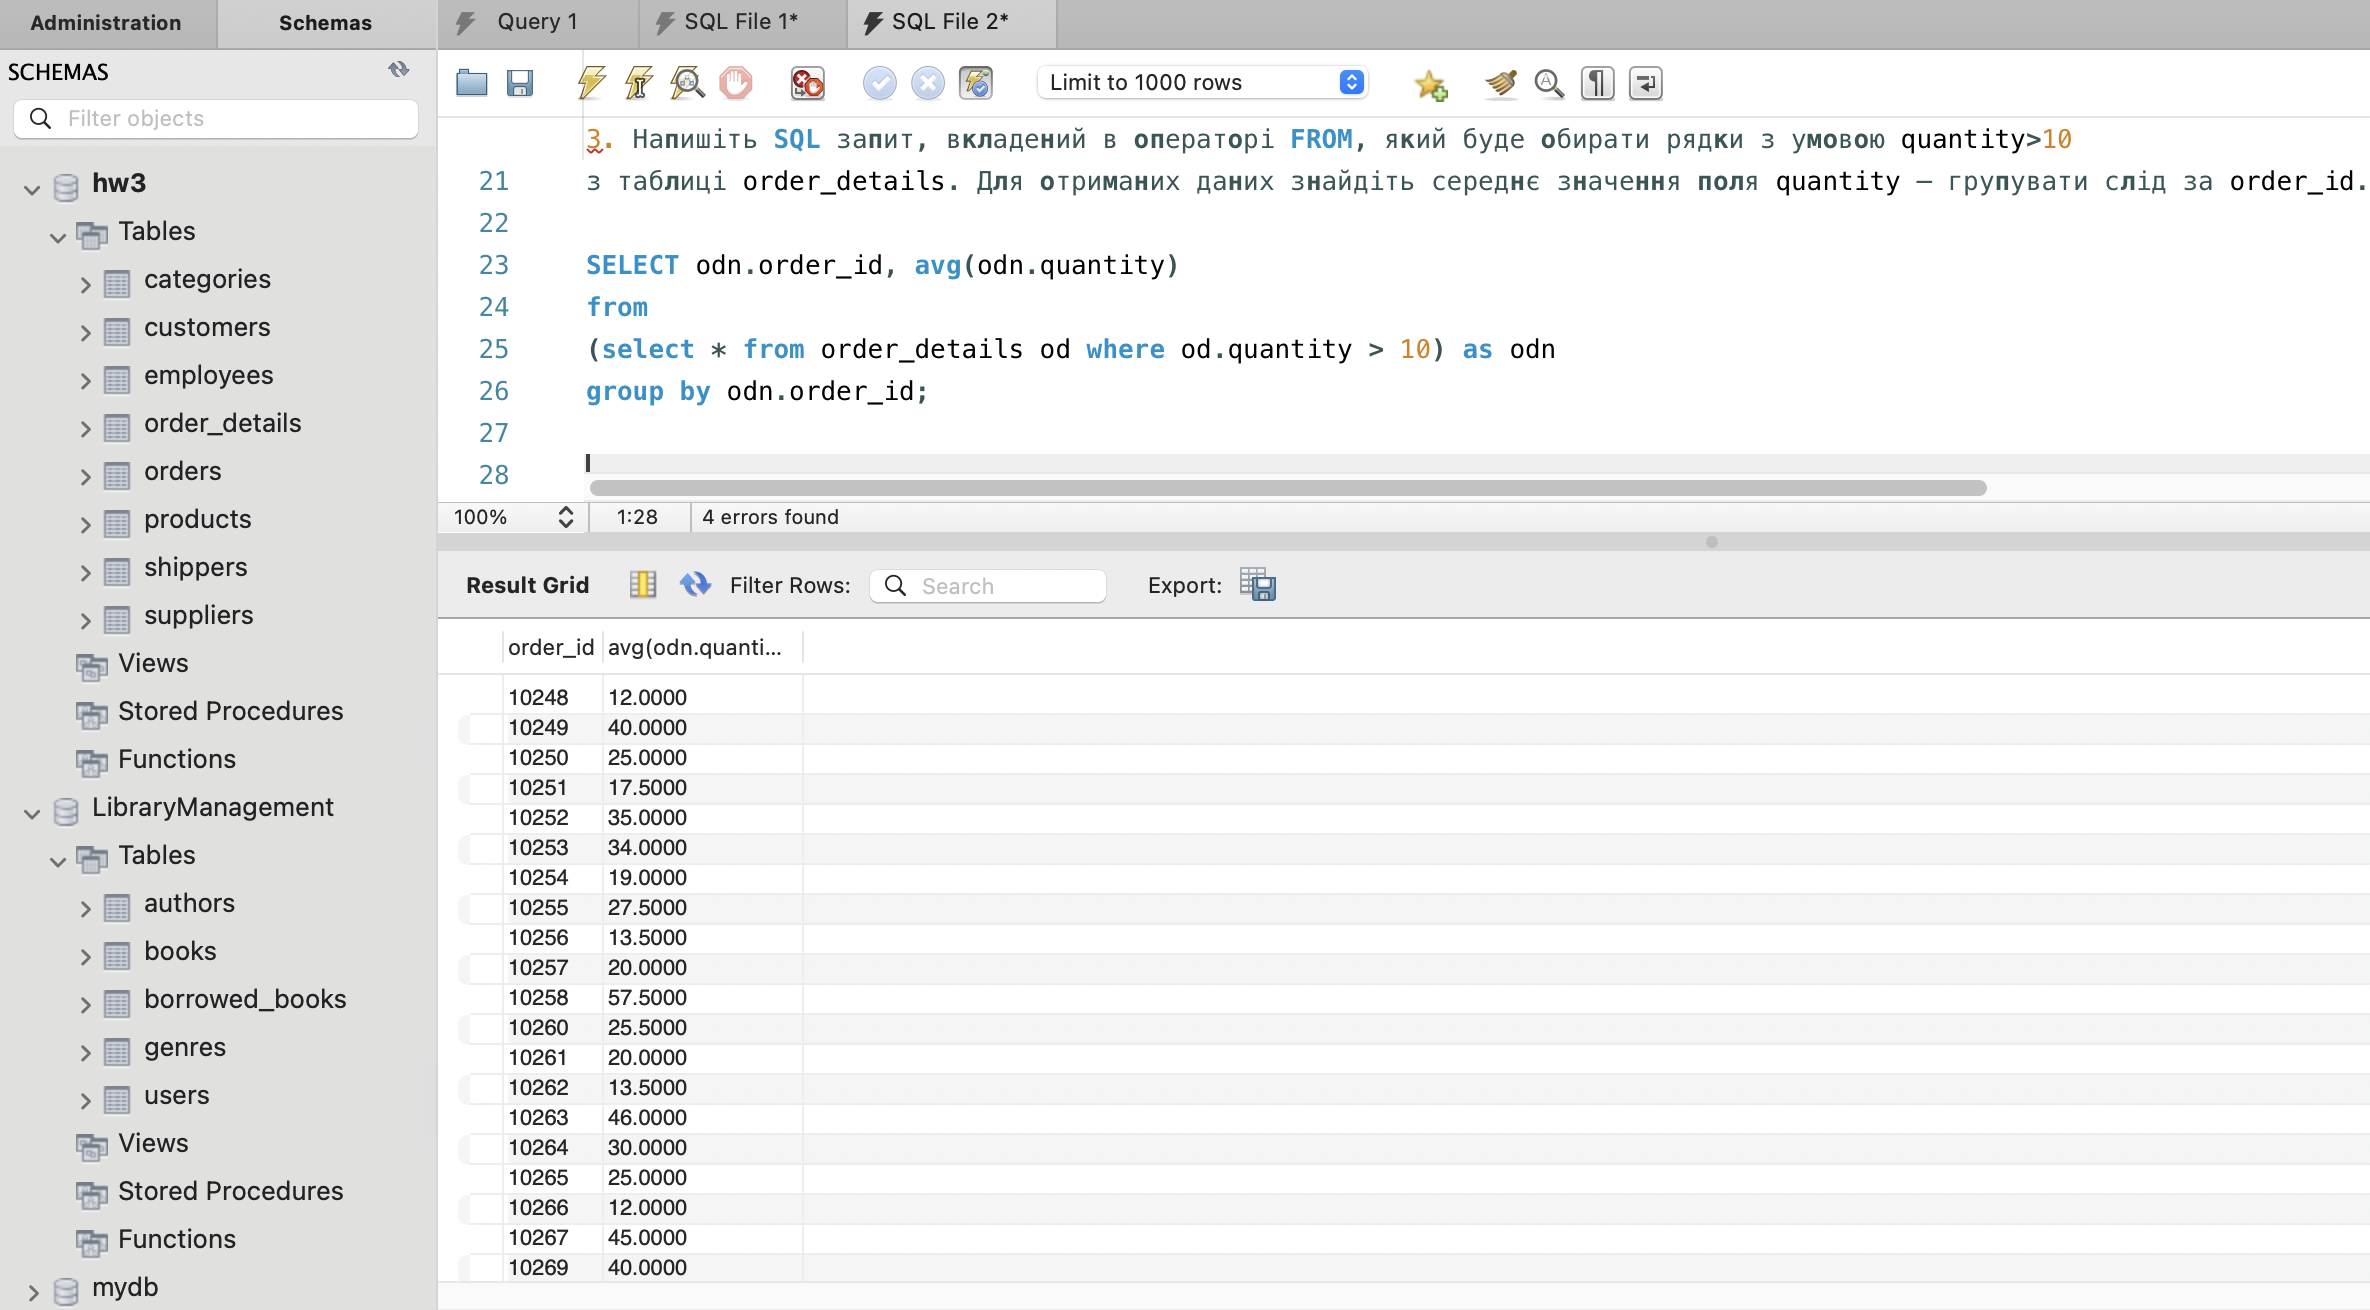 Administration
Schemas
Query 1
SQL File 1*
SQL File 2*
SCHEMAS
Filter objects
hw3
Tables
categories
customers
employees
order_details
orders
products
shippers
suppliers
Views
Stored Procedures
Functions
LibraryManagement
Tables
authors
books
borrowed_books
genres
users
Views
Stored Procedures
Functions
mydb
Limit to 1000 rows
3. Напишіть SQL запит, вкладений в операторі FROM, який буде обирати рядки з умовою quantity>10
21 з таблиці order_details. Для отриманих даних знайдіть середнє значення поля quantity — групувати слід за order_id.
22
23 SELECT odn.order_id, avg(odn.quantity)
24 from
25 (select * from order_details od where od.quantity > 10) as odn
26 group by odn.order_id;
27
28
100% 1:28 4 errors found
Result Grid Filter Rows: Search Export:
order_id avg(odn.quanti...
10248 12.0000
10249 40.0000
10250 25.0000
10251 17.5000
10252 35.0000
10253 34.0000
10254 19.0000
10255 27.5000
10256 13.5000
10257 20.0000
10258 57.5000
10260 25.5000
10261 20.0000
10262 13.5000
10263 46.0000
10264 30.0000
10265 25.0000
10266 12.0000
10267 45.0000
10269 40.0000